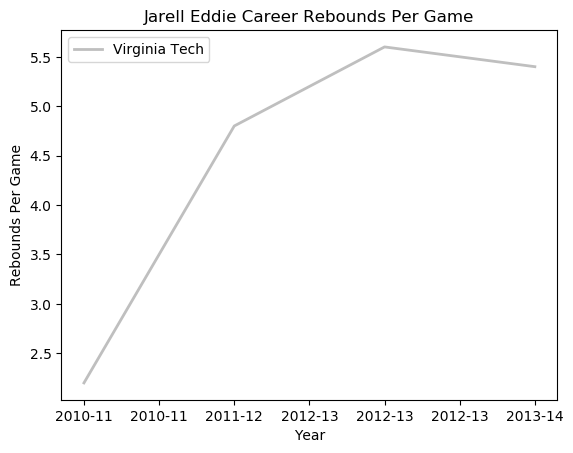 Jarell Eddie Career Rebounds Per Game
Virginia Tech
Rebounds Per Game
5.5
5.0
4.5
4.0
3.5
3.0
2.5
2010-11 2010-11 2011-12 2012-13 2012-13 2012-13 2013-14
Year